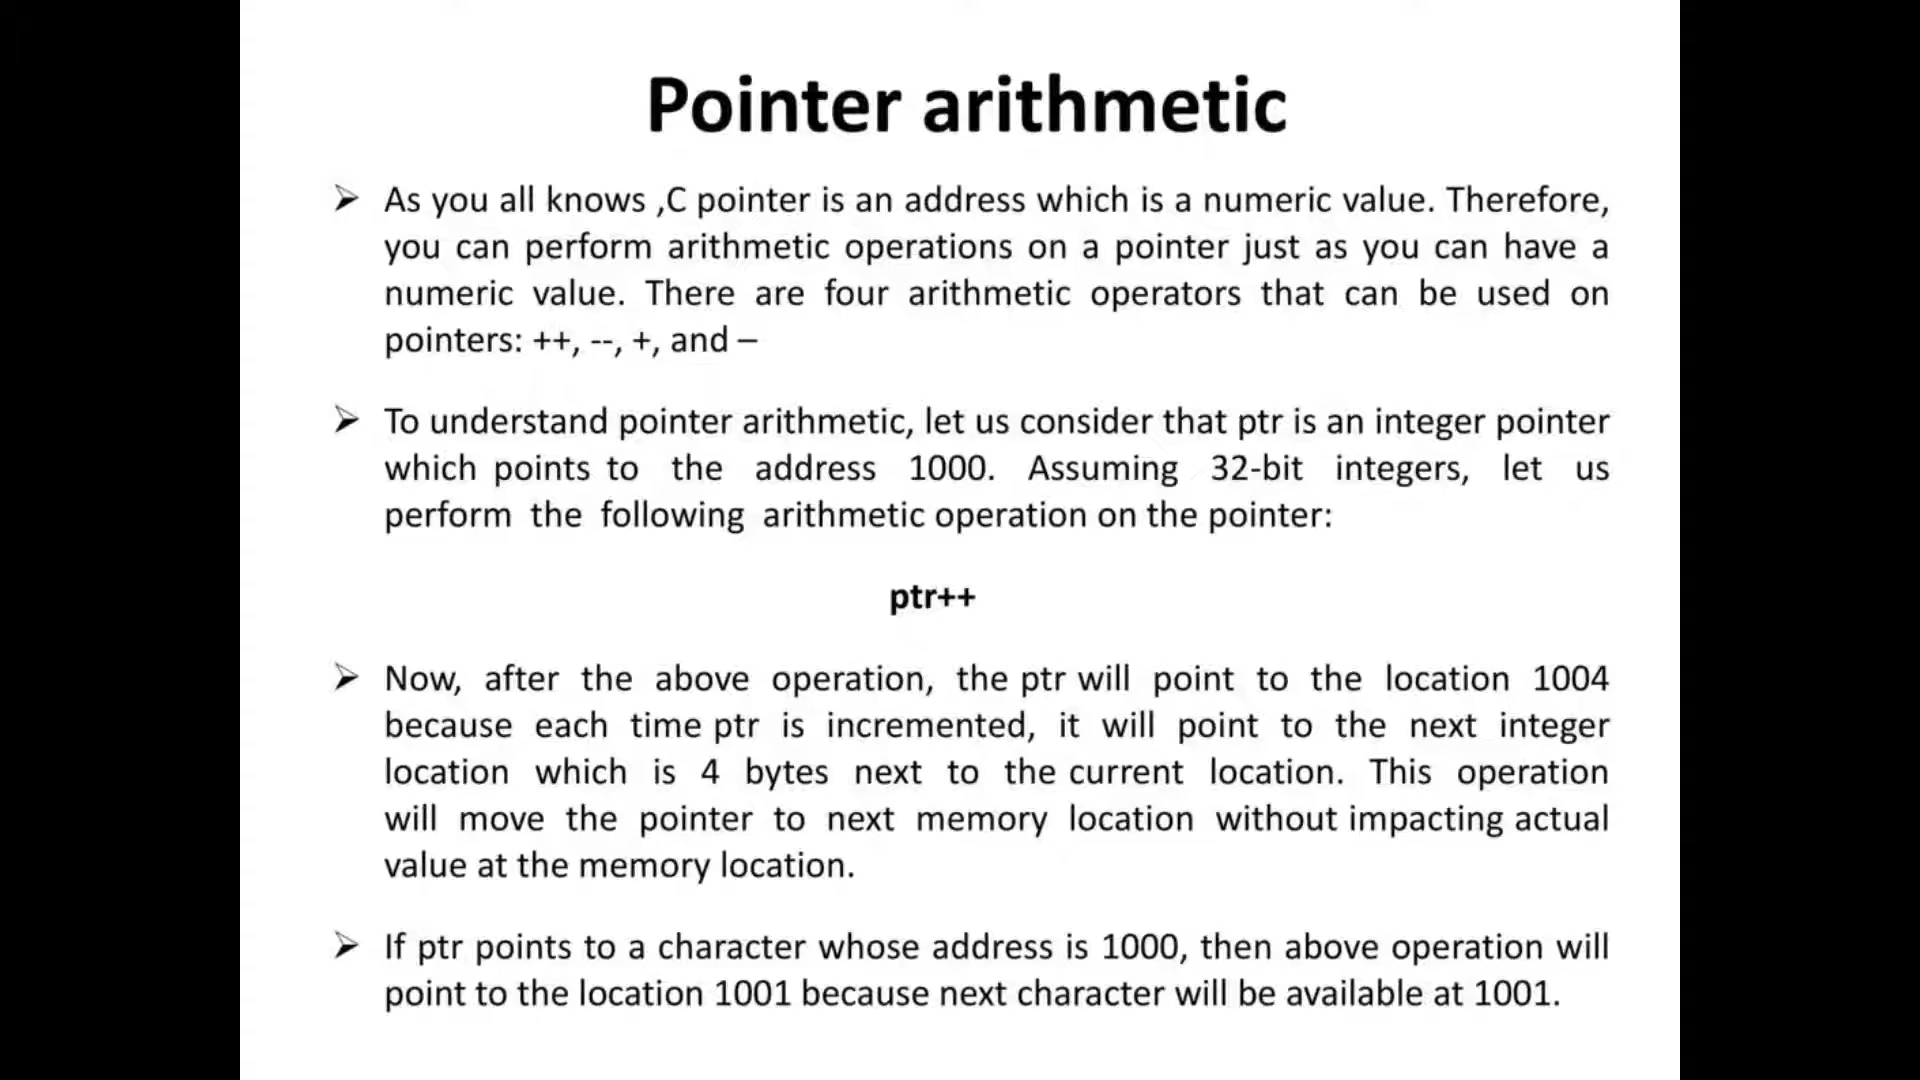 Pointer arithmetic
➢ As you all knows ,C pointer is an address which is a numeric value. Therefore,
you can perform arithmetic operations on a pointer just as you can have a
numeric value. There are four arithmetic operators that can be used on
pointers: ++, --, +, and –
➢ To understand pointer arithmetic, let us consider that ptr is an integer pointer
which points to the address 1000. Assuming 32-bit integers, let us
perform the following arithmetic operation on the pointer:
ptr++
➢ Now, after the above operation, the ptr will point to the location 1004
because each time ptr is incremented, it will point to the next integer
location which is 4 bytes next to the current location. This operation
will move the pointer to next memory location without impacting actual
value at the memory location.
➢ If ptr points to a character whose address is 1000, then above operation will
point to the location 1001 because next character will be available at 1001.